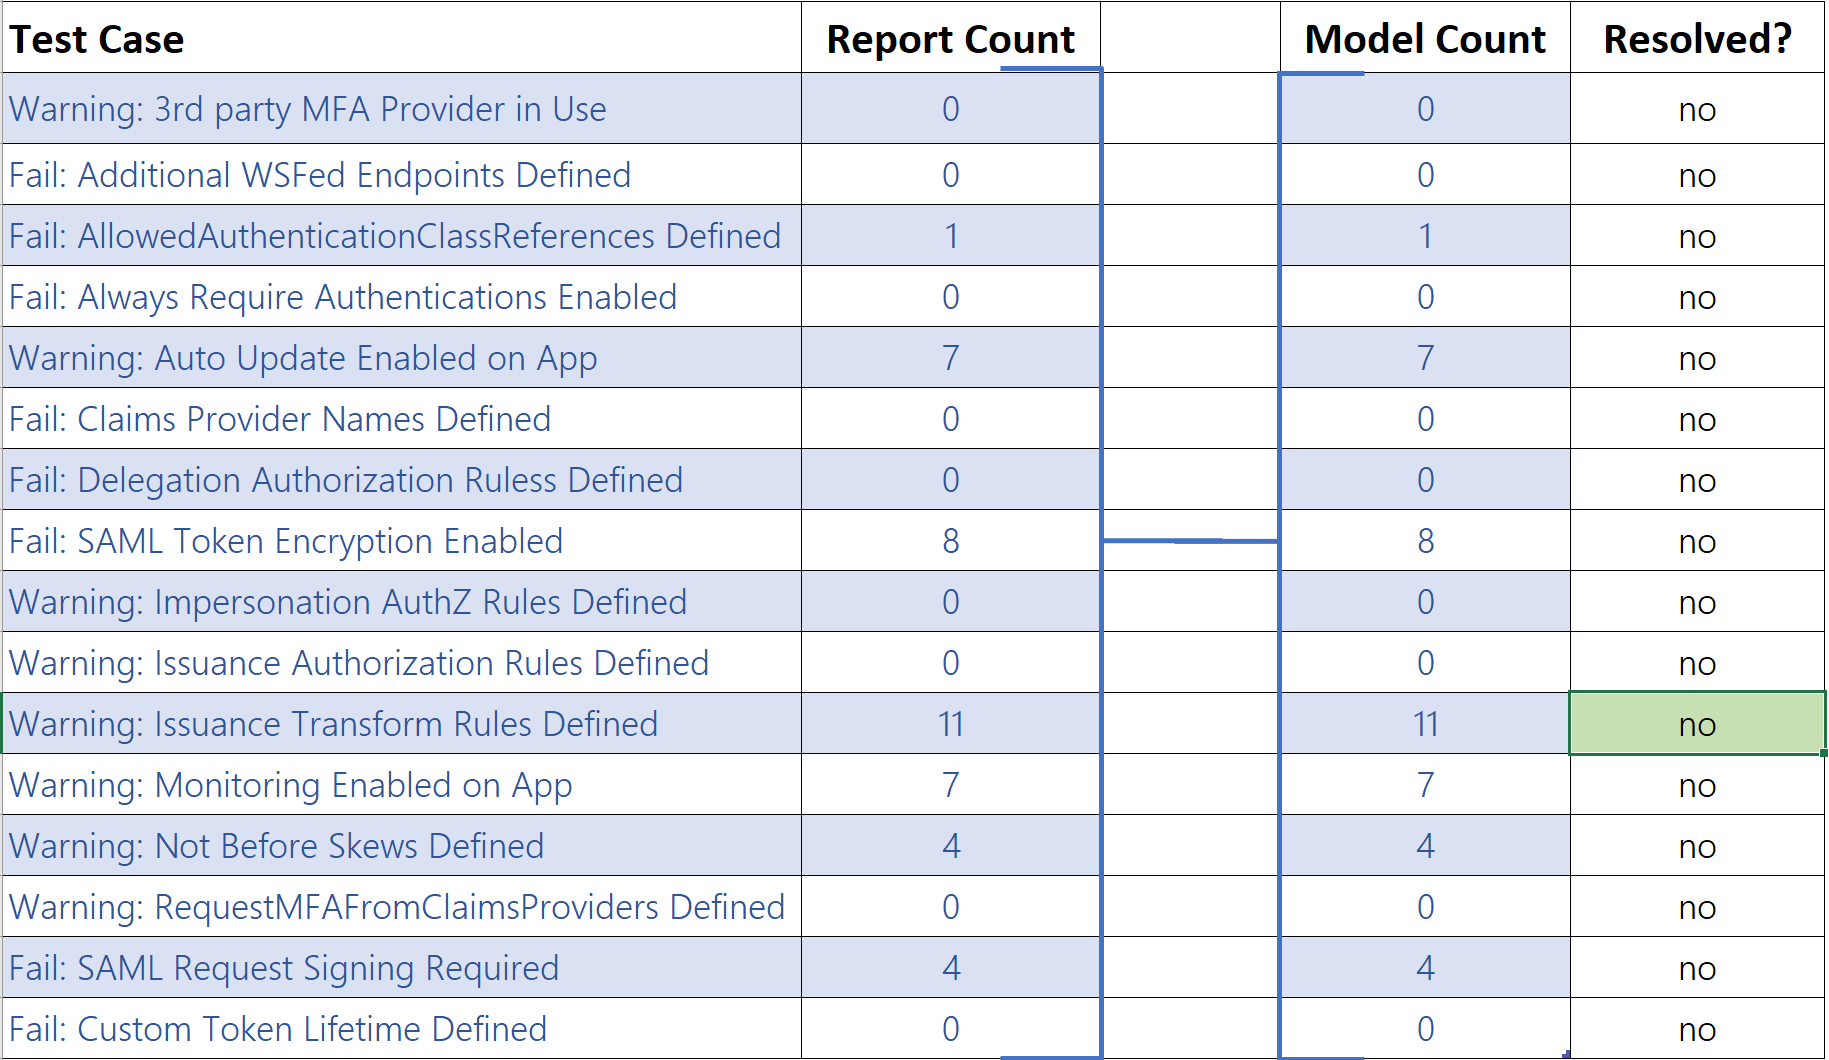 Test Case Report Count Model Count Resolved?
Warning: 3rd party MFA Provider in Use 0 0 no
Fail: Additional WSFed Endpoints Defined 0 0 no
Fail: AllowedAuthenticationClassReferences Defined 1 1 no
Fail: Always Require Authentications Enabled 0 0 no
Warning: Auto Update Enabled on App 7 7 no
Fail: Claims Provider Names Defined 0 0 no
Fail: Delegation Authorization Ruless Defined 0 0 no
Fail: SAML Token Encryption Enabled 8 8 no
Warning: Impersonation AuthZ Rules Defined 0 0 no
Warning: Issuance Authorization Rules Defined 0 0 no
Warning: Issuance Transform Rules Defined 11 11 no
Warning: Monitoring Enabled on App 7 7 no
Warning: Not Before Skews Defined 4 4 no
Warning: RequestMFAFromClaimsProviders Defined 0 0 no
Fail: SAML Request Signing Required 4 4 no
Fail: Custom Token Lifetime Defined 0 0 no